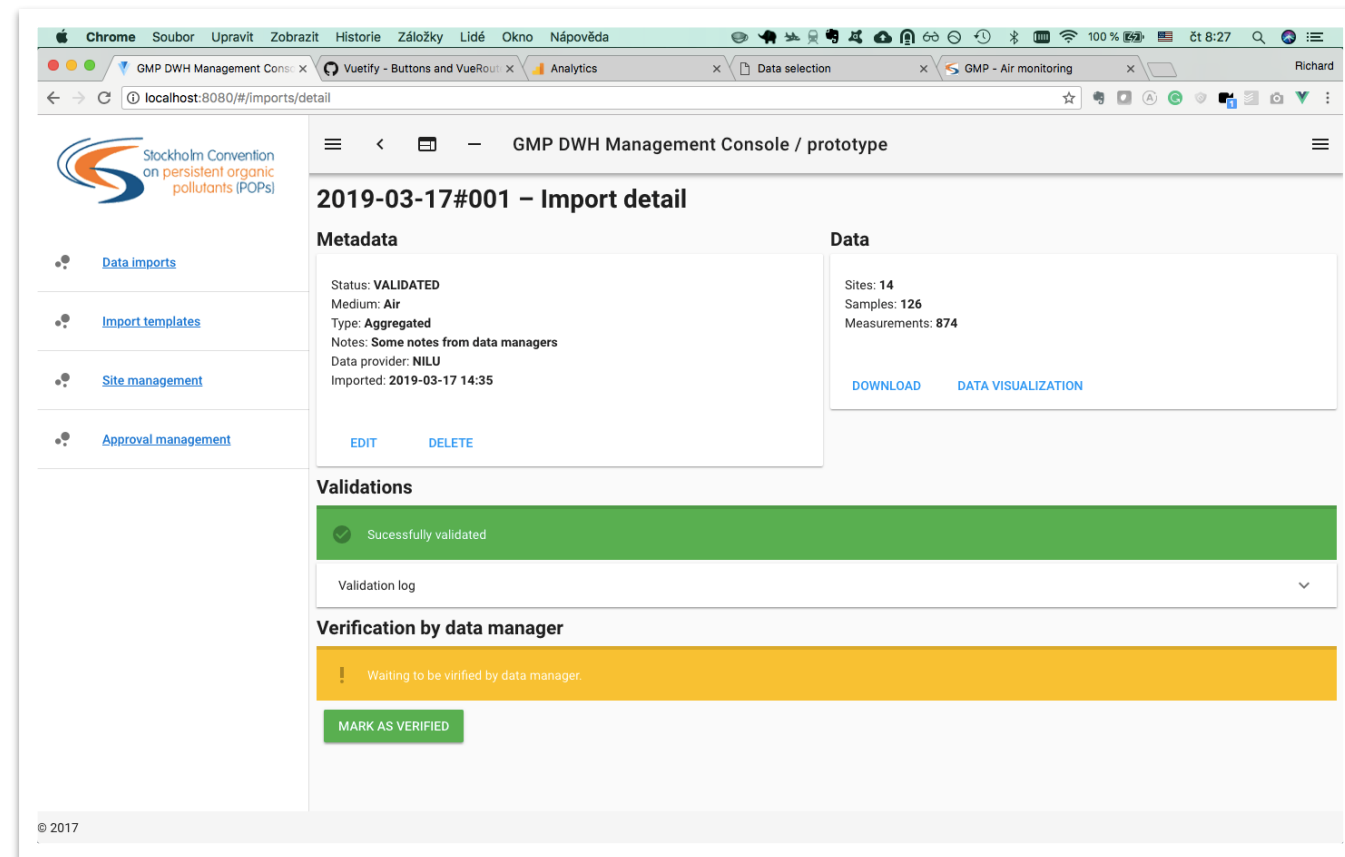 Chrome Soubor Upravit Zobrazit Historie Záložky Lidé Okno Nápověda 100 % čt 8:27
GMP DWH Management Consc Vuetify - Buttons and VueRout Analytics Data selection GMP - Air monitoring Richard
localhost:8080/#/imports/detail
Stockholm Convention
on persistent organic
pollutants (POPs)
GMP DWH Management Console / prototype
2019-03-17#001 – Import detail
Data imports
Import templates
Site management
Approval management
Metadata
Status: VALIDATED
Medium: Air
Type: Aggregated
Notes: Some notes from data managers
Data provider: NILU
Imported: 2019-03-17 14:35
EDIT DELETE
Data
Sites: 14
Samples: 126
Measurements: 874
DOWNLOAD DATA VISUALIZATION
Validations
Sucessfully validated
Validation log
Verification by data manager
Waiting to be virified by data manager.
MARK AS VERIFIED
© 2017